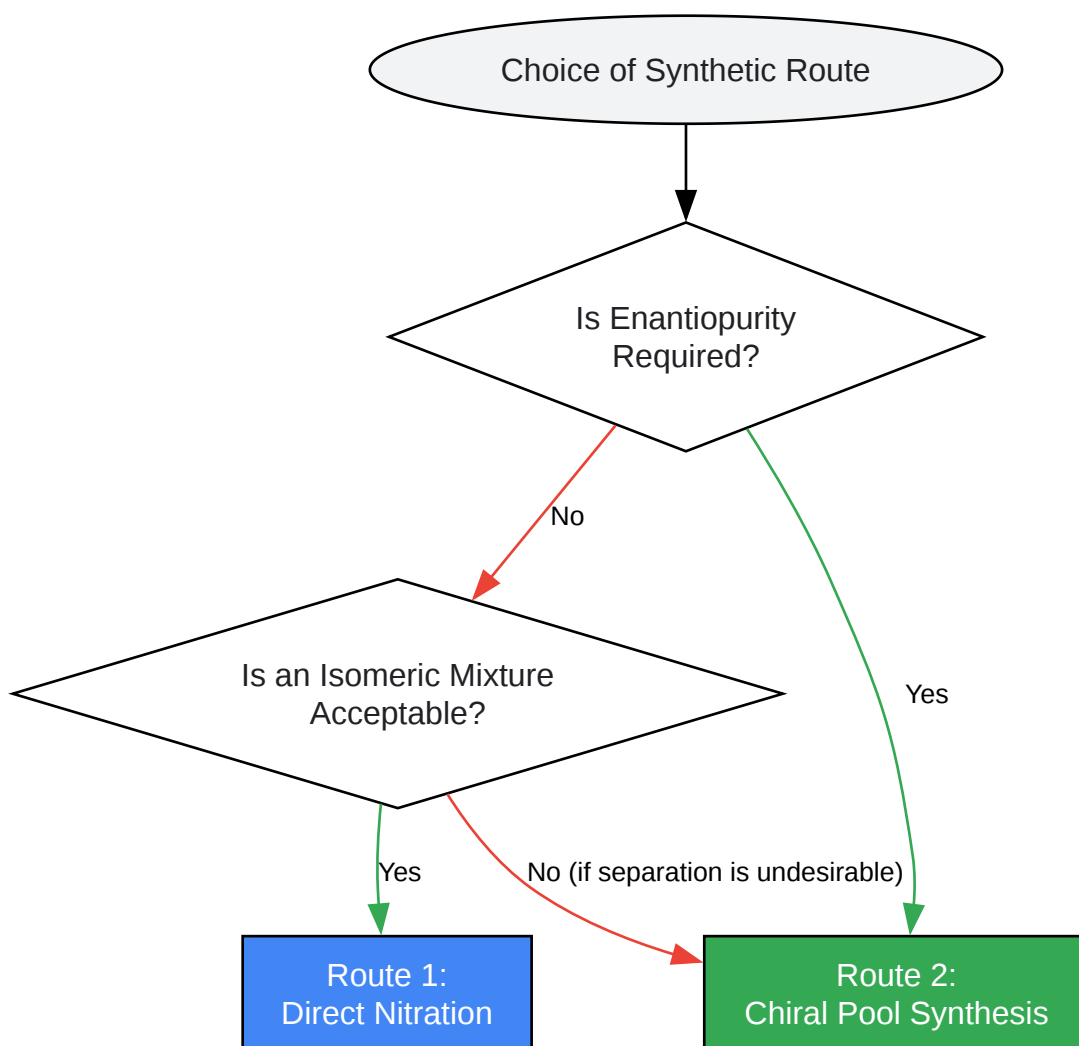 Choice of Synthetic Route
Is Enantiopurity
Required?
No
Is an Isomeric Mixture
Acceptable?
Yes
Yes
No (if separation is undesirable)
Route 1:
Direct Nitration
Route 2:
Chiral Pool Synthesis